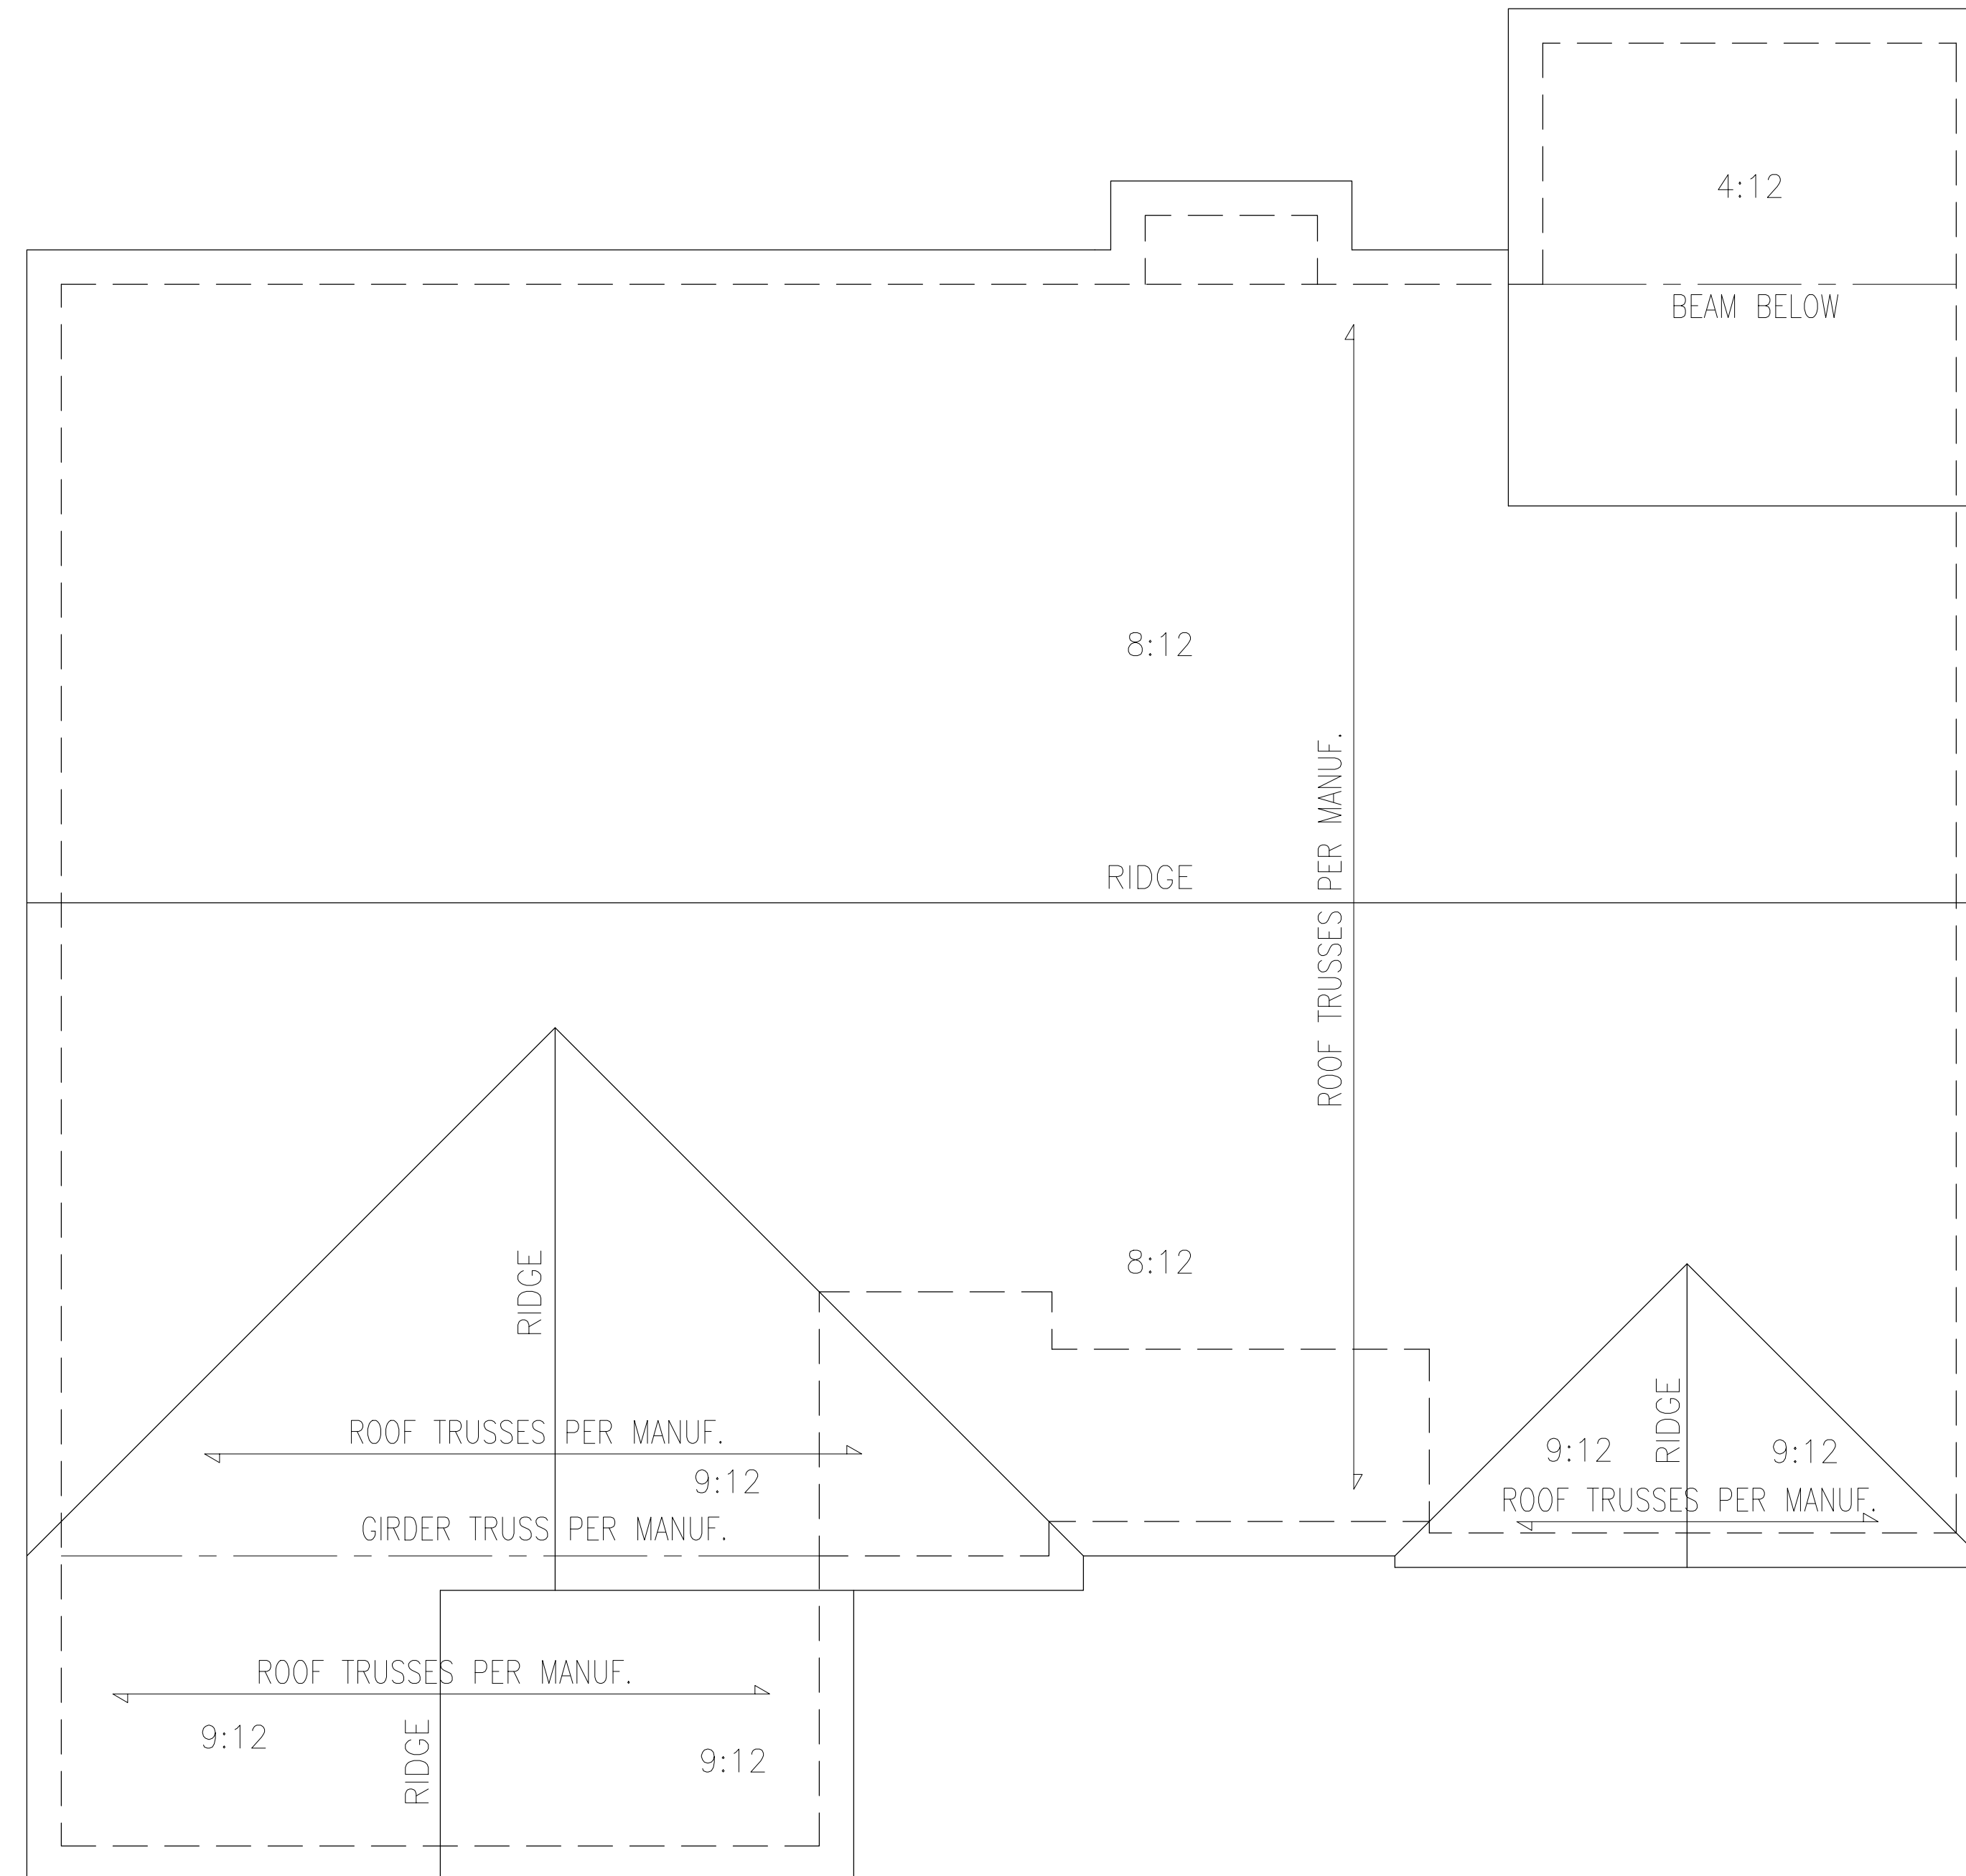 4:12
BEAM BELOW
8:12
ROOF TRUSSES PER MANUF.
RIDGE
8:12
RIDGE
ROOF TRUSSES PER MANUF.
9:12
GIRDER TRUSS PER MANUF.
9:12
RIDGE
9:12
ROOF TRUSSES PER MANUF.
ROOF TRUSSES PER MANUF.
9:12
RIDGE
9:12